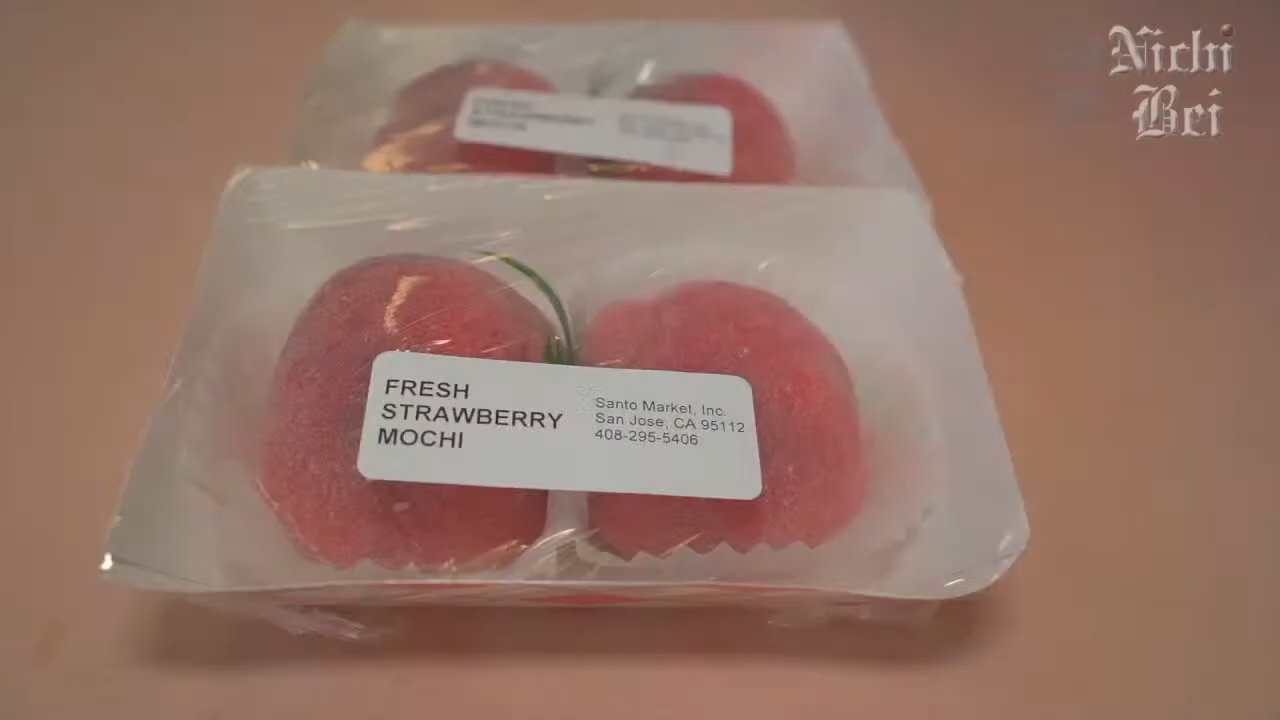 Nichi
Bei
FRESH
STRAWBERRY
MOCHI
Santo Market, Inc.
San Jose, CA 95112
408-295-5406